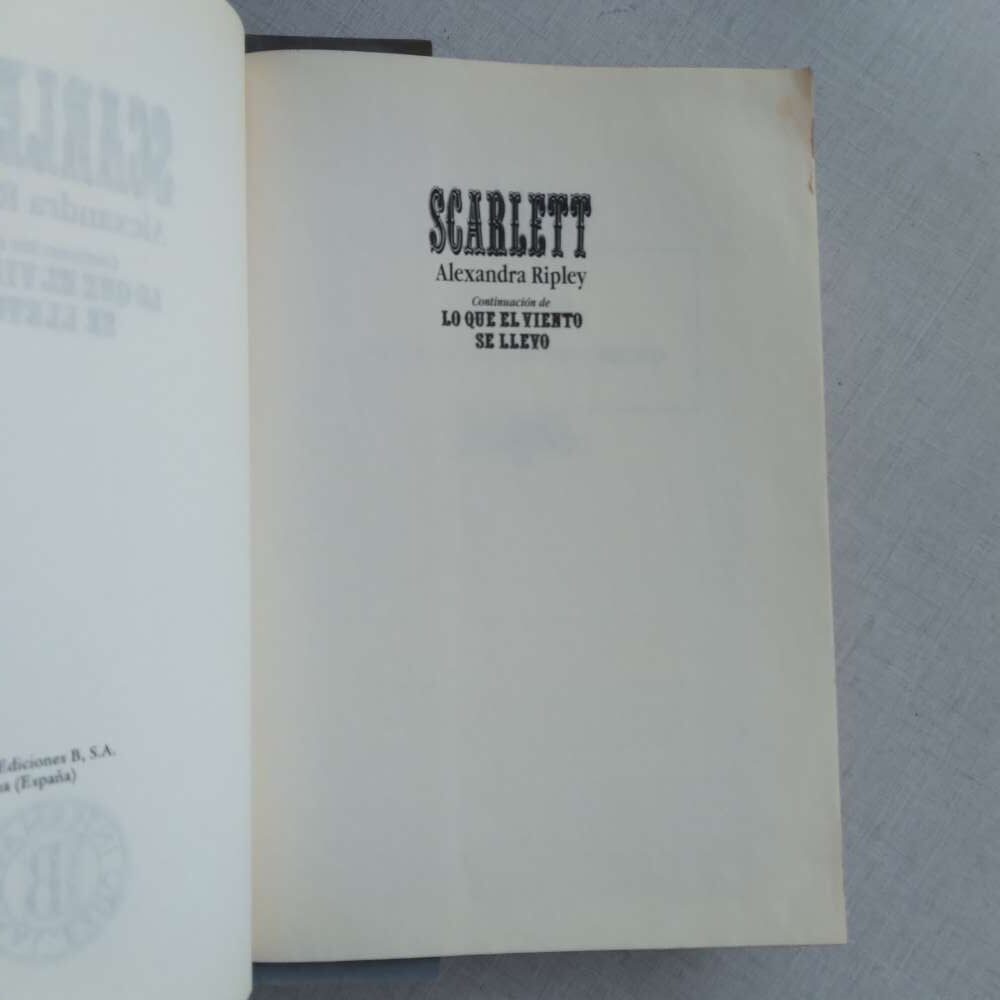 Ediciones B, S.A.
(España)
SCARLETT
Alexandra Ripley
Continuación de
LO QUE EL VIENTO
SE LLEVO